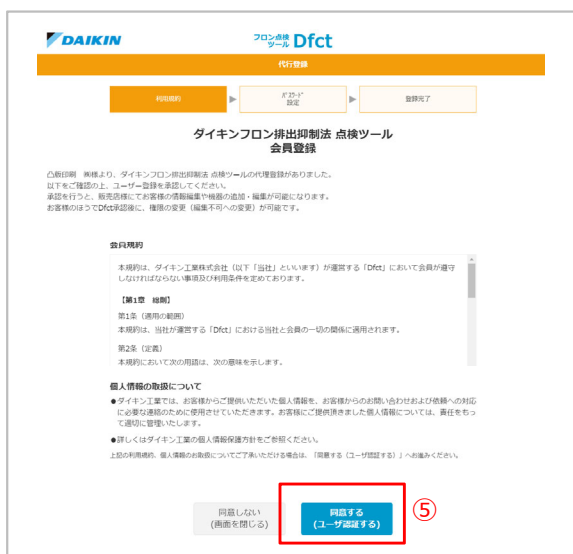 DAIKIN
フロン点検
ツール Dfct
代行登録
利用規約
▶
パスワード
設定
▶
登録完了
ダイキンフロン排出抑制法 点検ツール
会員登録
凸版印刷 ㈱様より、ダイキンフロン排出抑制法 点検ツールの代理登録がありました。
以下をご確認の上、ユーザー登録を承認してください。
承認を行うと、販売店様にてお客様の情報編集や機器の追加・編集が可能になります。
お客様のほうでDfct承認後に、権限の変更（編集不可への変更）が可能です。
会員規約
本規約は、ダイキン工業株式会社（以下「当社」といいます）が運営する「Dfct」において会員が遵守
しなければならない事項及び利用条件を定めております。
【第1章 総則】
第1条（適用の範囲）
本規約は、当社が運営する「Dfct」における当社と会員の一切の関係に適用されます。
第2条（定義）
本規約において次の用語は、次の意味を示します。
個人情報の取扱について
●ダイキン工業では、お客様からご提供いただいた個人情報を、お客様からのお問い合わせおよび依頼への対応
に必要な連絡のために使用させていただきます。お客様にご提供頂きました個人情報については、責任をもっ
て適切に管理いたします。
●詳しくはダイキン工業の個人情報保護方針をご参照ください。
上記の利用規約、個人情報のお取扱についてご了承いただける場合は、「同意する（ユーザ認証する）」へお進みください。
同意しない
(画面を閉じる)
同意する
(ユーザ認証する)
⑤